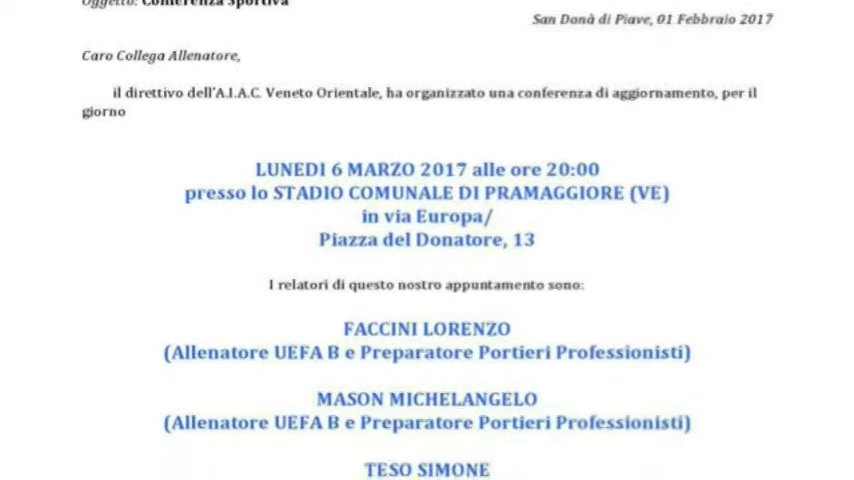 Oggetto: Conferenza Sportiva
San Donà di Piave, 01 Febbraio 2017
Caro Collega Allenatore,
il direttivo dell'A.I.A.C. Veneto Orientale, ha organizzato una conferenza di aggiornamento, per il
giorno
LUNEDI 6 MARZO 2017 alle ore 20:00
presso lo STADIO COMUNALE DI PRAMAGGIORE (VE)
in via Europa/
Piazza del Donatore, 13
I relatori di questo nostro appuntamento sono:
FACCINI LORENZO
(Allenatore UEFA B e Preparatore Portieri Professionisti)
MASON MICHELANGELO
(Allenatore UEFA B e Preparatore Portieri Professionisti)
TESO SIMONE